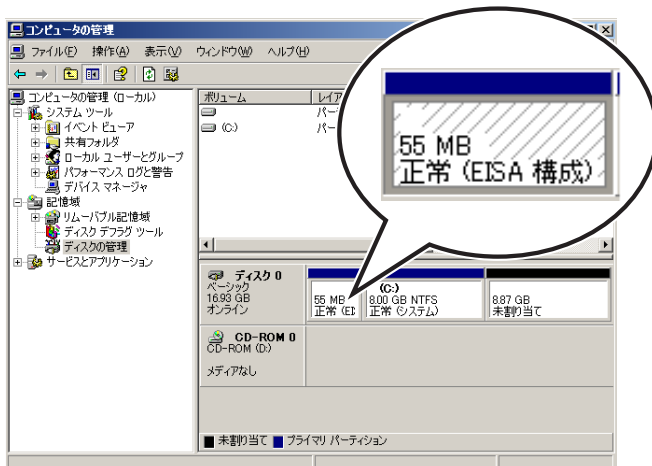 コンピュータの管理
ファイル(F) 操作(A) 表示(V) ウィンドウ(W) ヘルプ(H)
コンピュータの管理 (ローカル)
システム ツール
イベント ビューア
共有フォルダ
ローカル ユーザーとグループ
パフォーマンス ログと警告
デバイス マネージャ
記憶域
リムーバブル記憶域
ディスク デフラグ ツール
ディスクの管理
サービスとアプリケーション
ボリューム レイア
パー
(C:) パー
55 MB
正常 (EISA 構成)
ディスク 0
ベーシック
16.93 GB
オンライン
55 MB
正常 (EI
(C:)
8.00 GB NTFS
正常 (システム)
8.87 GB
未割り当て
CD-ROM 0
CD-ROM (D:)
メディアなし
未割り当て プライマリ パーティション